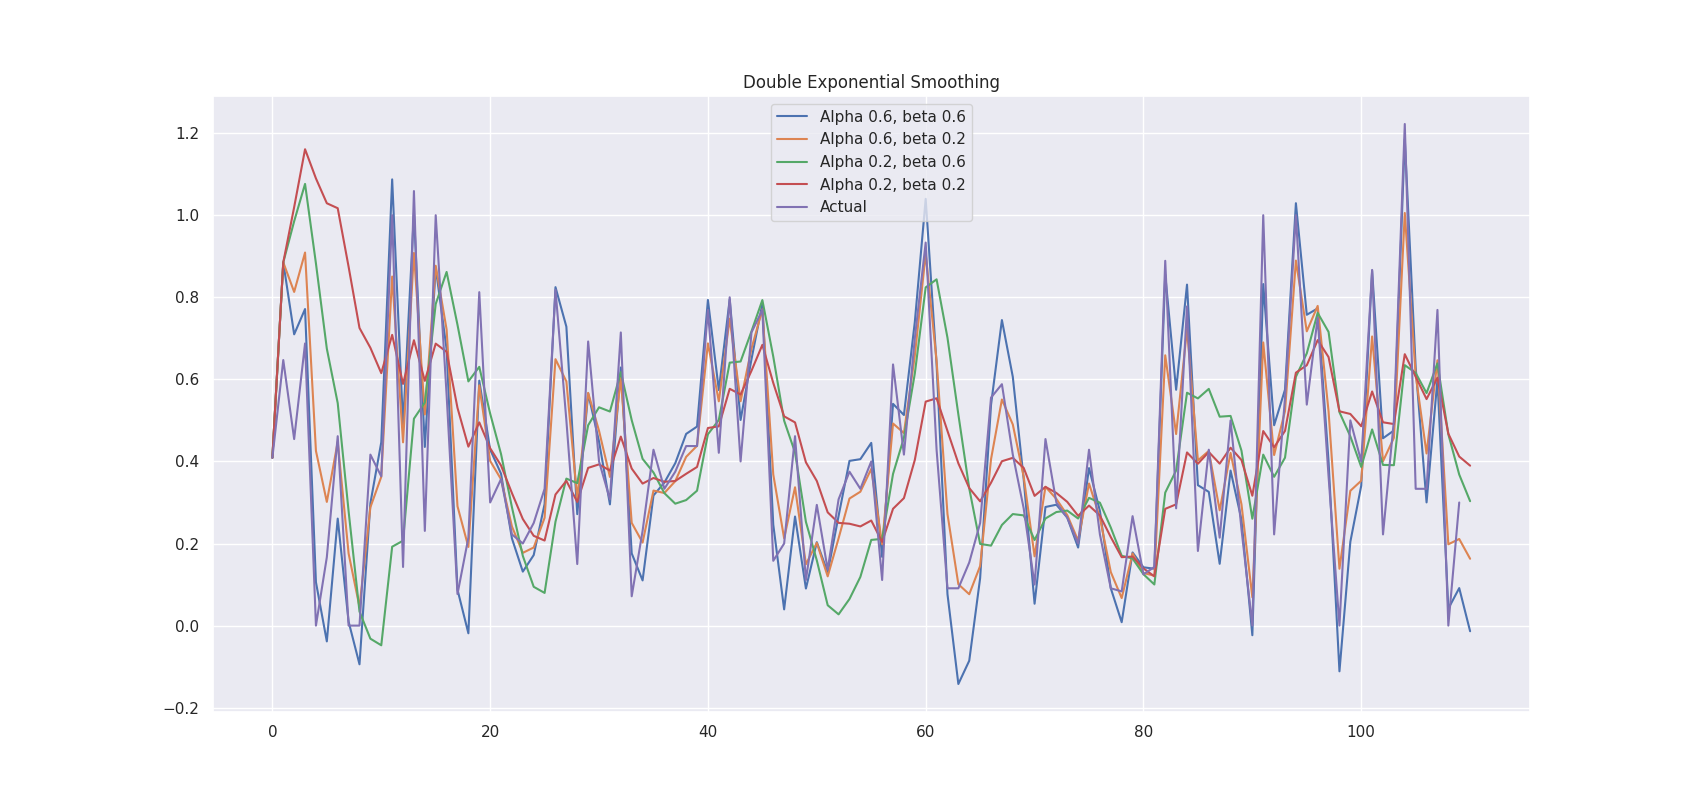 Double Exponential Smoothing
Alpha 0.6, beta 0.6
Alpha 0.6, beta 0.2
Alpha 0.2, beta 0.6
Alpha 0.2, beta 0.2
Actual
1.2
1.0
0.8
0.6
0.4
0.2
0.0
−0.2
0 20 40 60 80 100